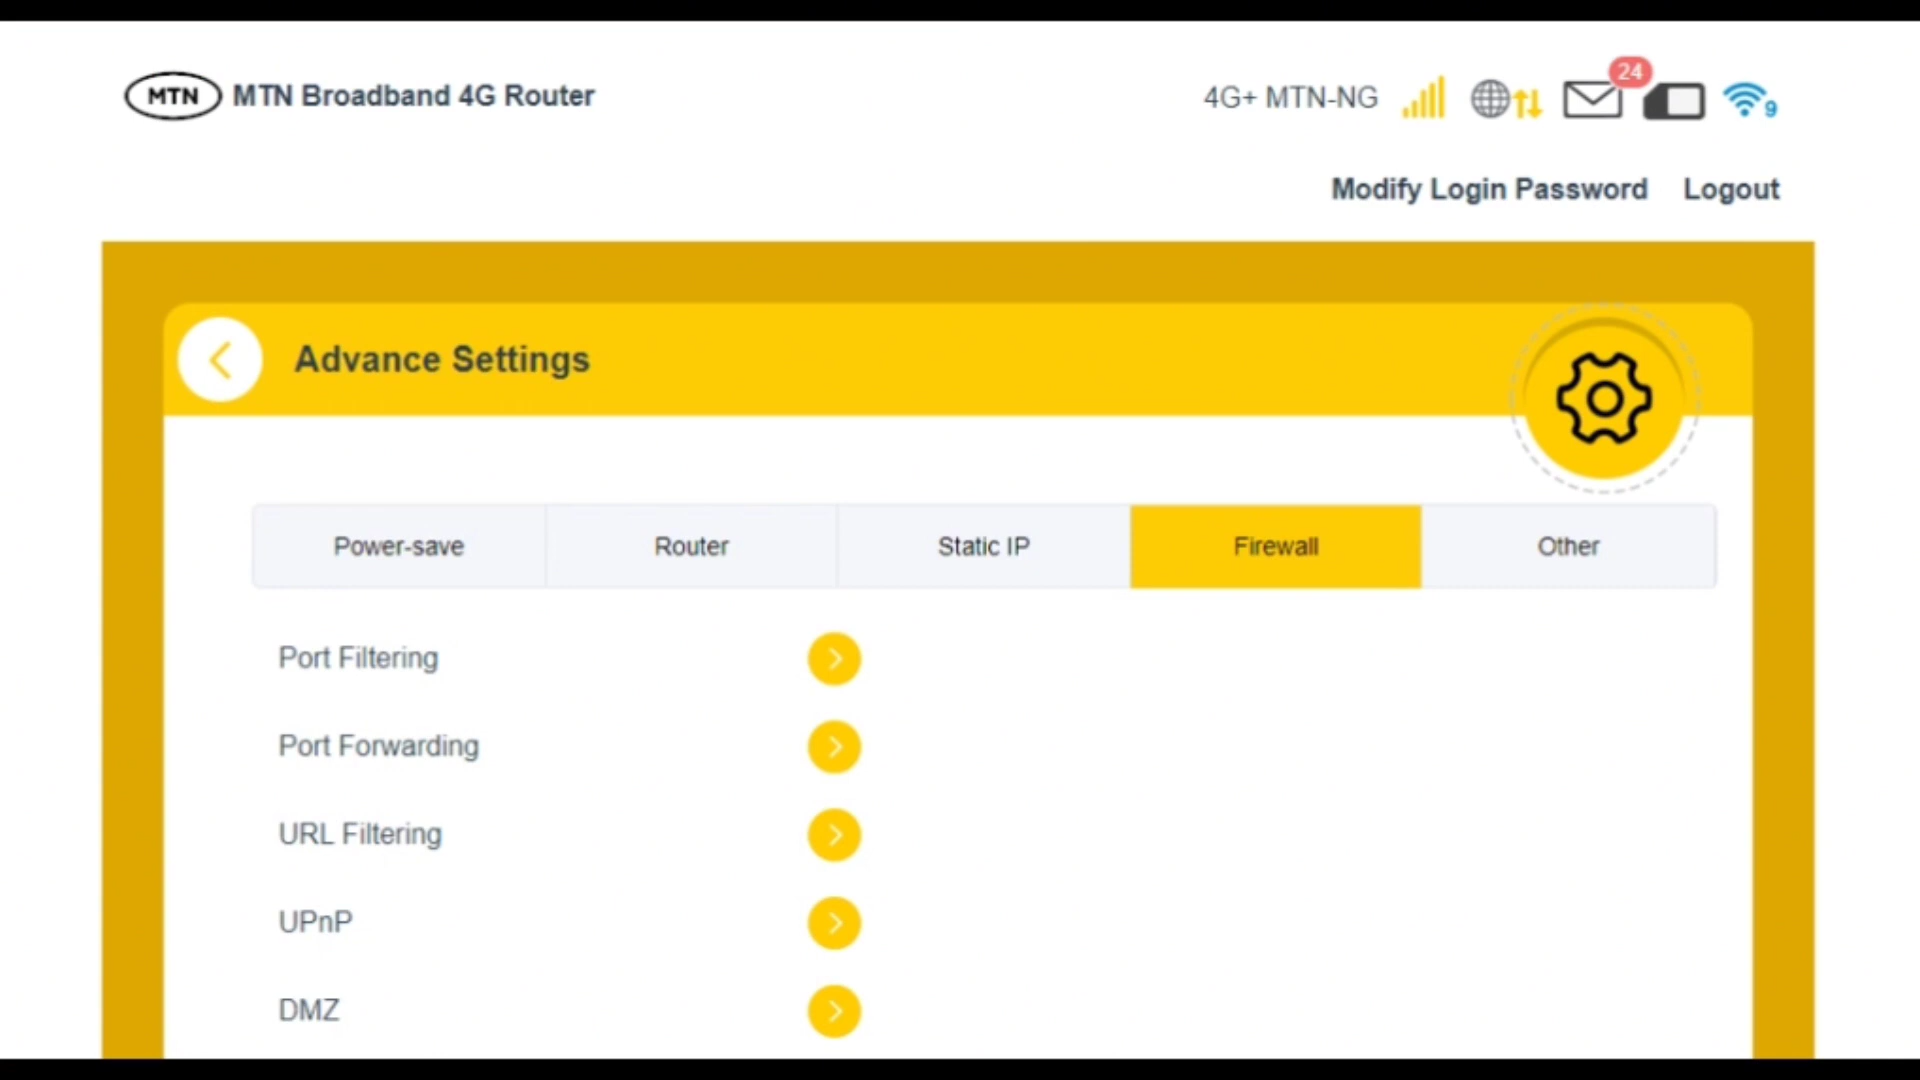 MTN MTN Broadband 4G Router
4G+ MTN-NG 24 9
Modify Login Password Logout
Advance Settings
Power-save Router Static IP Firewall Other
Port Filtering
Port Forwarding
URL Filtering
UPnP
DMZ